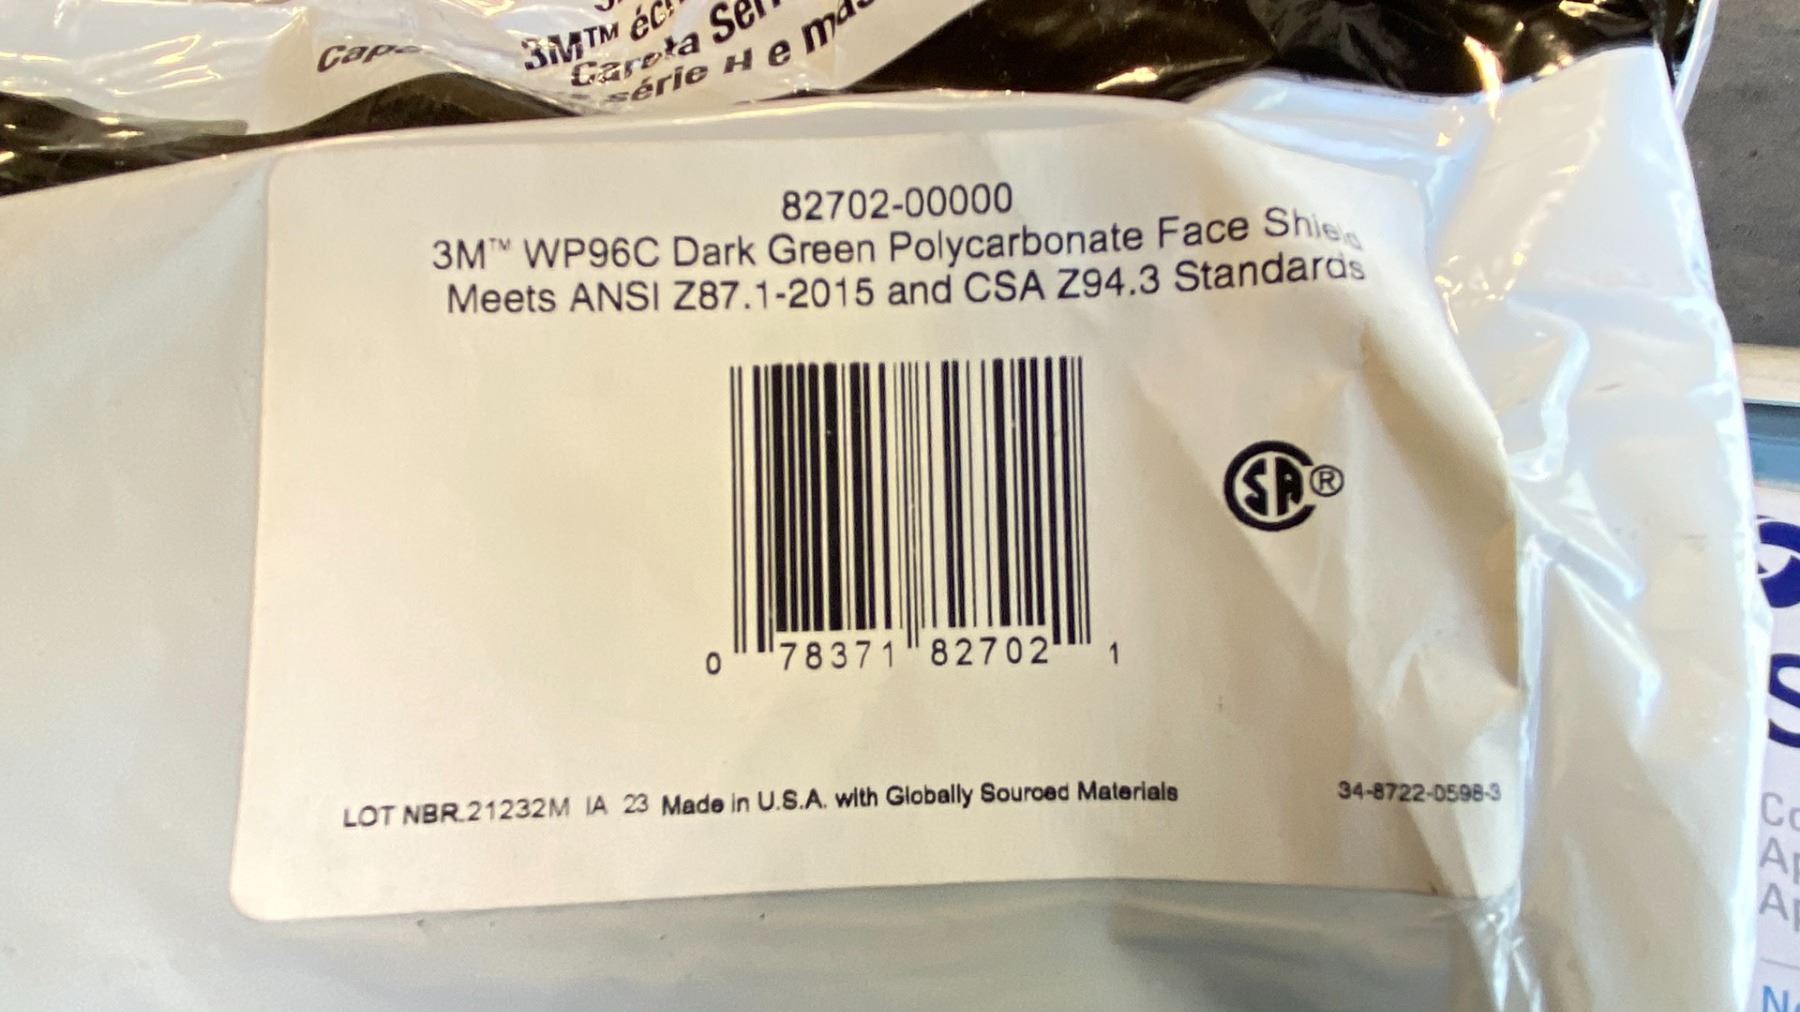 3M™
Careta
série H e
82702-00000
3M™ WP96C Dark Green Polycarbonate Face Shield
Meets ANSI Z87.1-2015 and CSA Z94.3 Standards
SA®
0 78371 82702 1
LOT NBR.21232M IA 23 Made in U.S.A. with Globally Sourced Materials
34-8722-0598-3